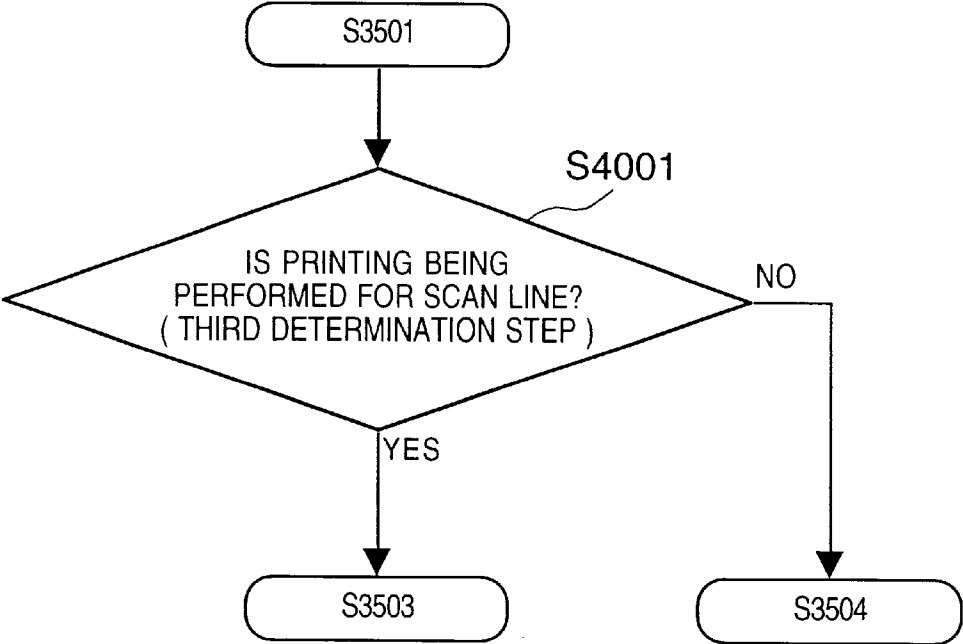 S3501
S4001
IS PRINTING BEING
PERFORMED FOR SCAN LINE?
( THIRD DETERMINATION STEP )
NO
YES
S3503
S3504